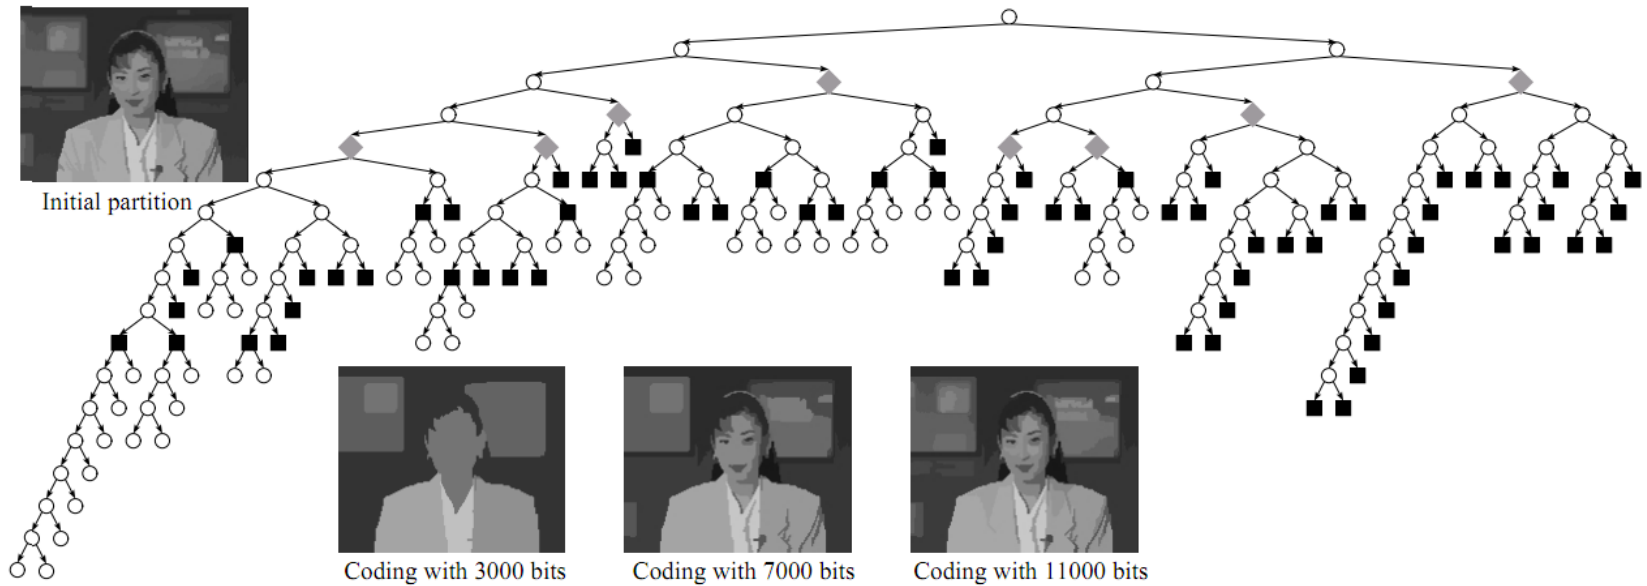 Initial partition
Coding with 3000 bits
Coding with 7000 bits
Coding with 11000 bits